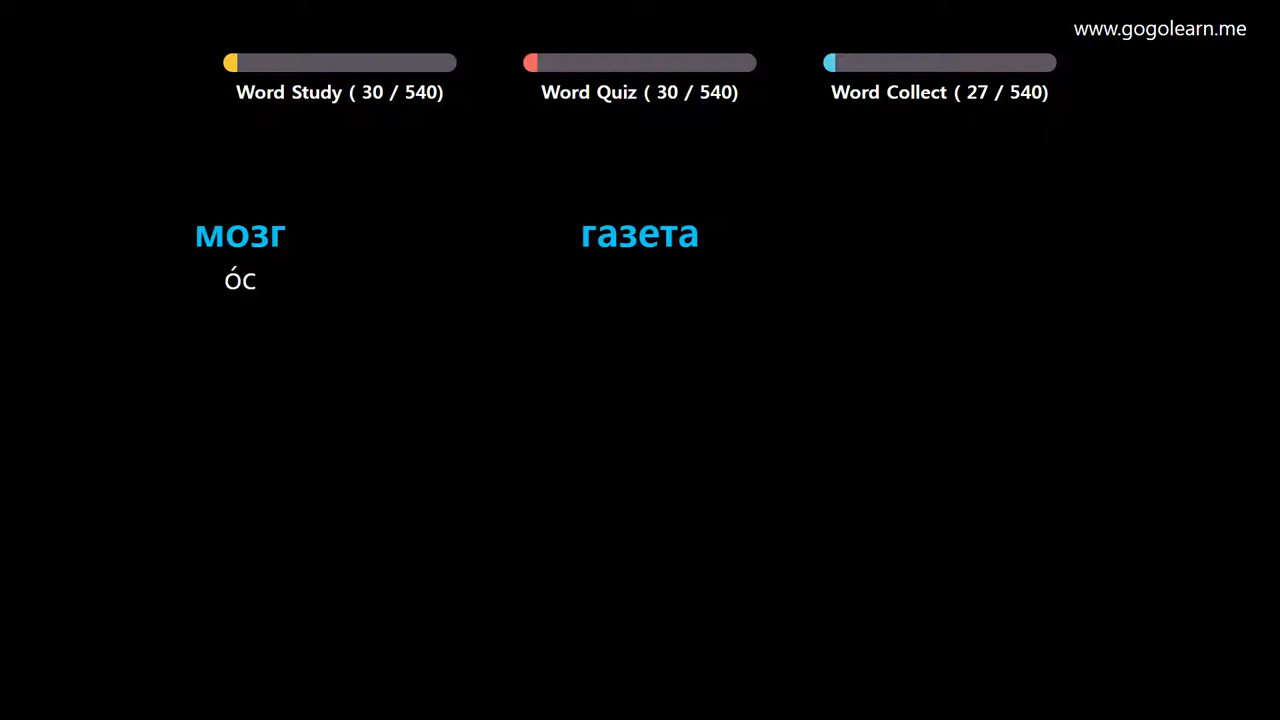 www.gogolearn.me
Word Study ( 30 / 540)
Word Quiz ( 30 / 540)
Word Collect ( 27 / 540)
мозг
газета
óc